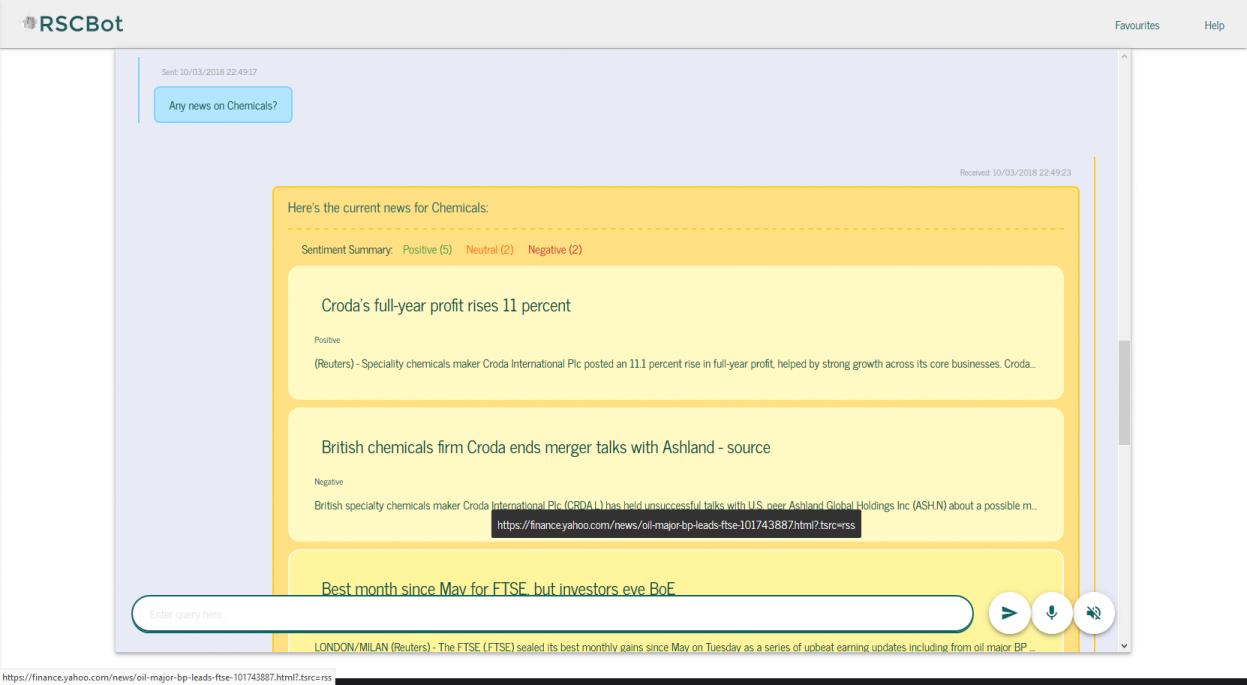 RSCBot
Favourites
Help
Sent: 10/03/2018 22:49:17
Any news on Chemicals?
Received: 10/03/2018 22:49:23
Here's the current news for Chemicals:
Sentiment Summary: Positive (5) Neutral (2) Negative (2)
Croda's full-year profit rises 11 percent
Positive
(Reuters) - Speciality chemicals maker Croda International Plc posted an 11.1 percent rise in full-year profit, helped by strong growth across its core businesses. Croda...
British chemicals firm Croda ends merger talks with Ashland - source
Negative
British specialty chemicals maker Croda International Plc (CRDA.L) has held unsuccessful talks with U.S. peer Ashland Global Holdings Inc (ASH.N) about a possible m...
https://finance.yahoo.com/news/oil-major-bp-leads-ftse-101743887.html?.tsrc=rss
Best month since May for FTSE, but investors eye BoE
Enter query here...
LONDON/MILAN (Reuters) - The FTSE (.FTSE) sealed its best monthly gains since May on Tuesday as a series of upbeat earning updates including from oil major BP ...
https://finance.yahoo.com/news/oil-major-bp-leads-ftse-101743887.html?.tsrc=rss